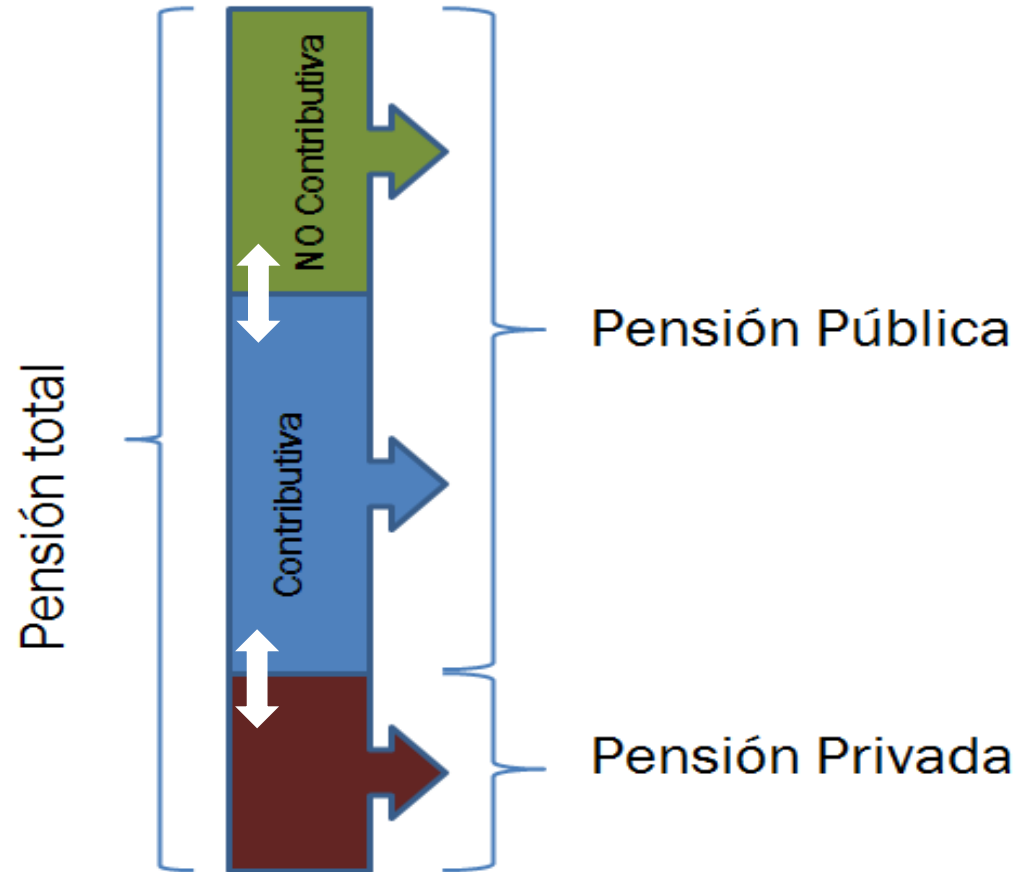 Pensión total
NO Contributiva
Contributiva
Pensión Pública
Pensión Privada